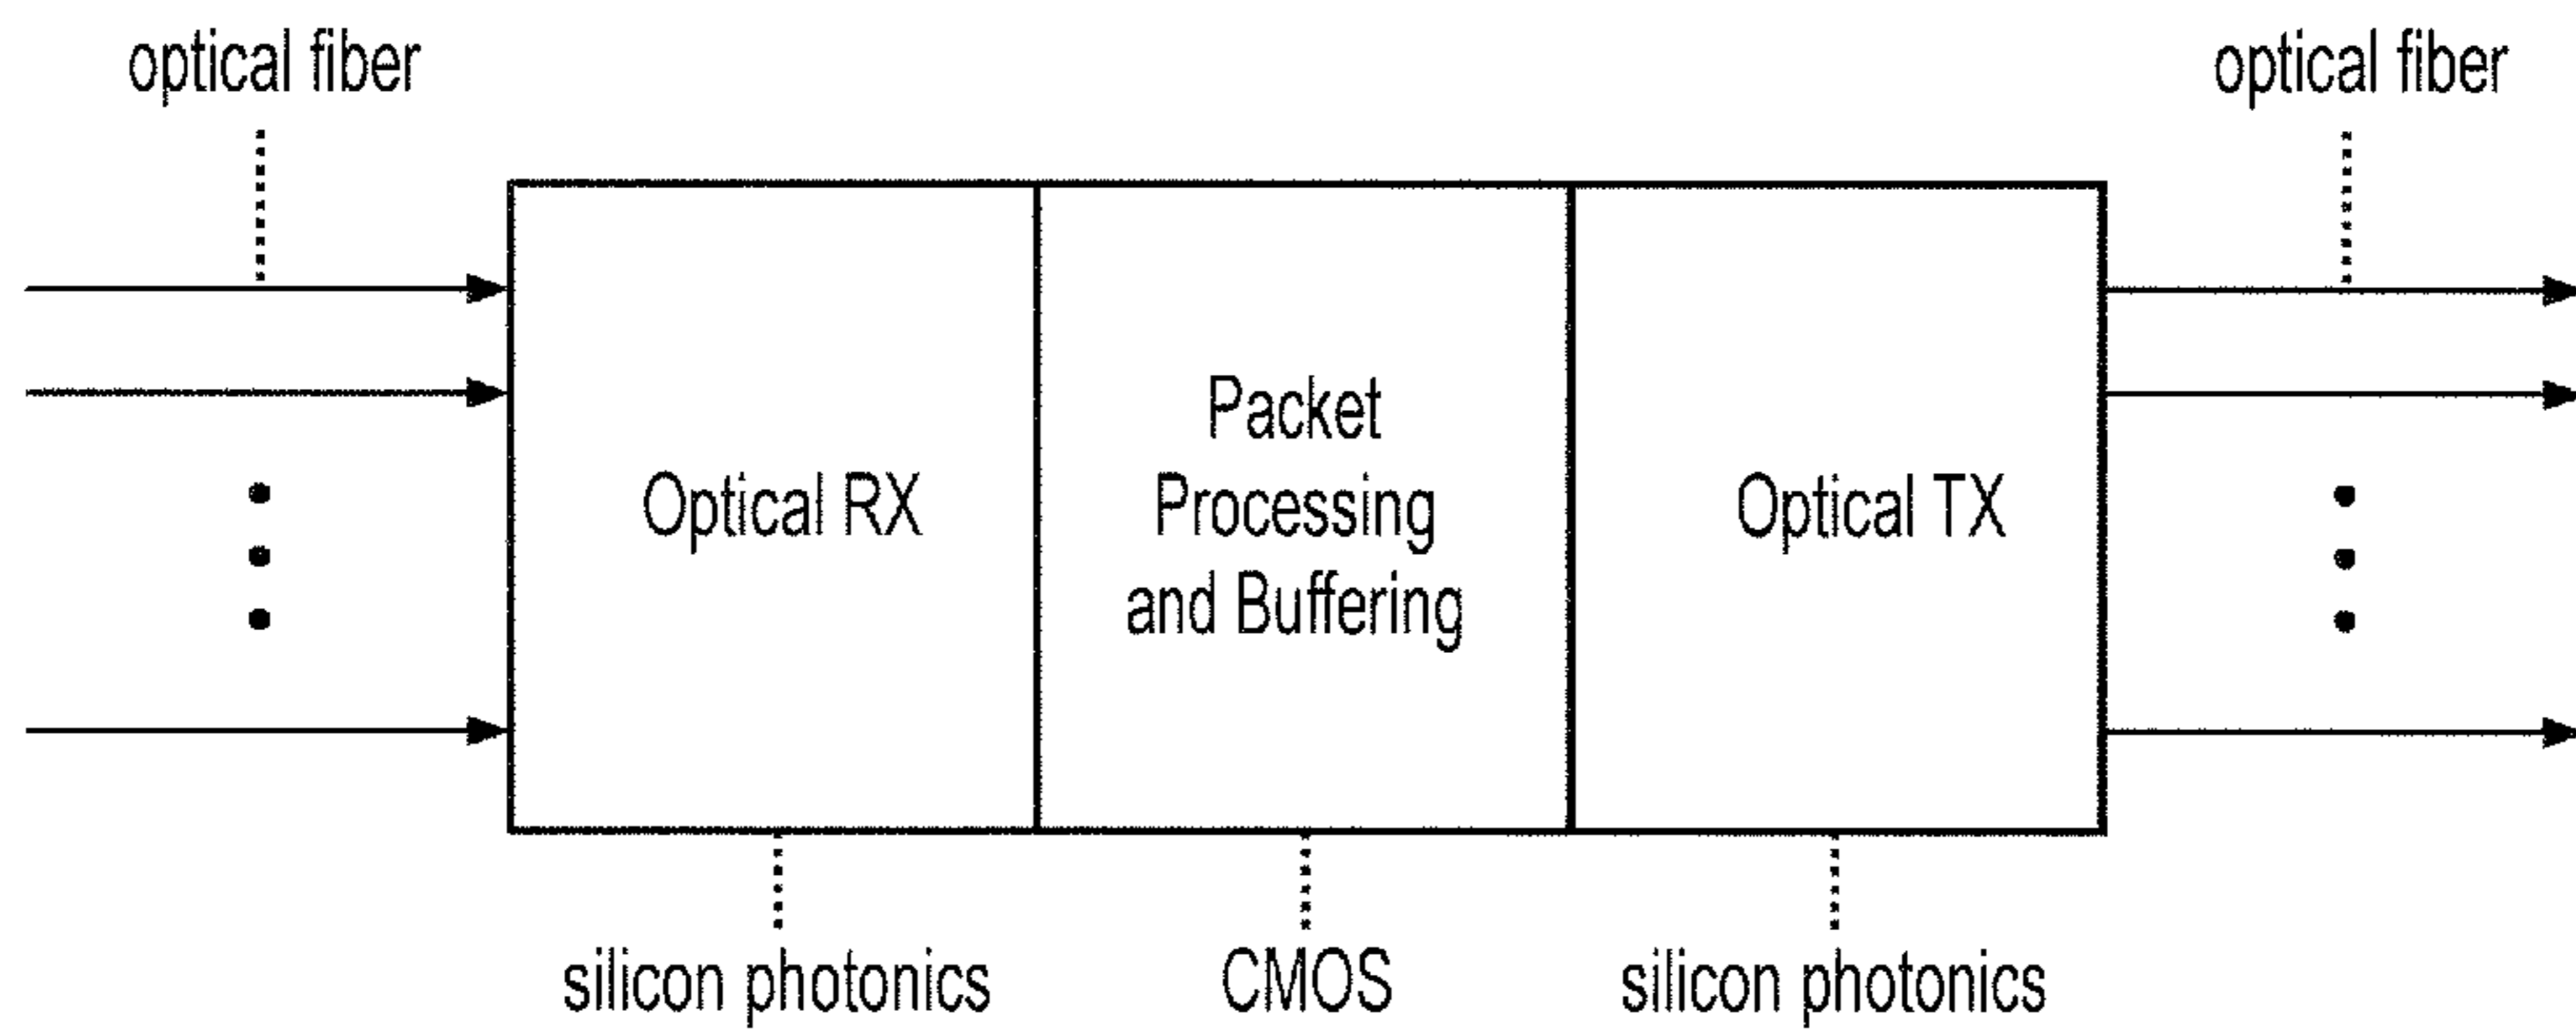 optical fiber
optical fiber
Optical RX
Packet
Processing
and Buffering
Optical TX
silicon photonics
CMOS
silicon photonics